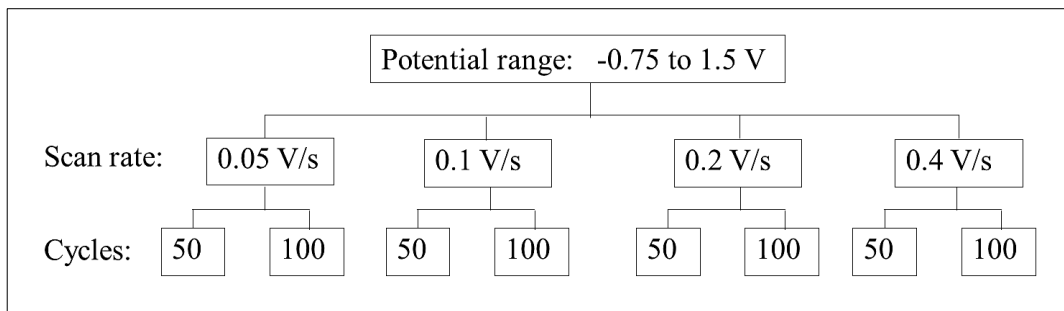 Potential range: -0.75 to 1.5 V
Scan rate: 0.05 V/s 0.1 V/s 0.2 V/s 0.4 V/s
Cycles: 50 100 50 100 50 100 50 100